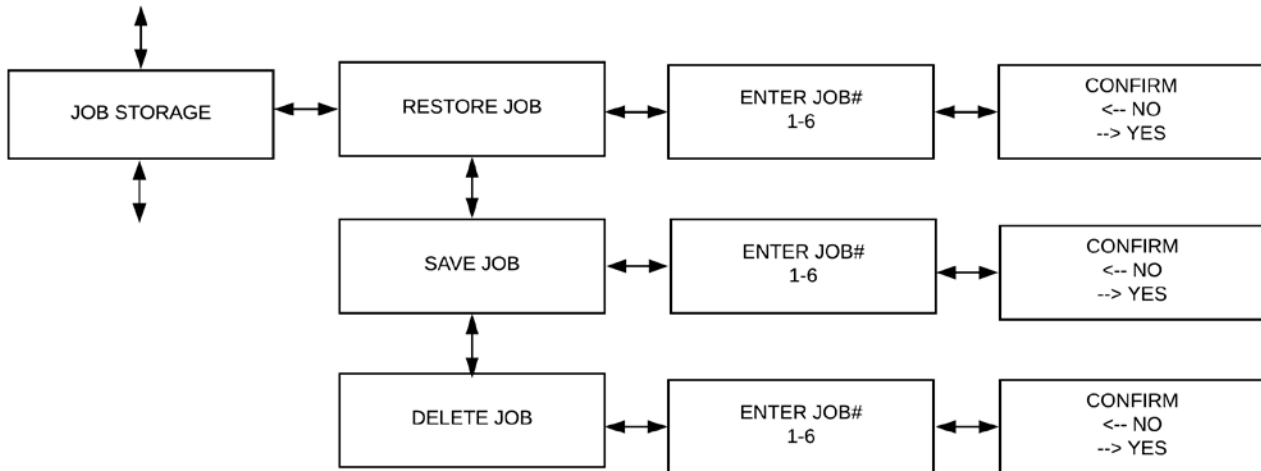 JOB STORAGE
RESTORE JOB
ENTER JOB#
1-6
CONFIRM
<-- NO
--> YES
SAVE JOB
ENTER JOB#
1-6
CONFIRM
<-- NO
--> YES
DELETE JOB
ENTER JOB#
1-6
CONFIRM
<-- NO
--> YES